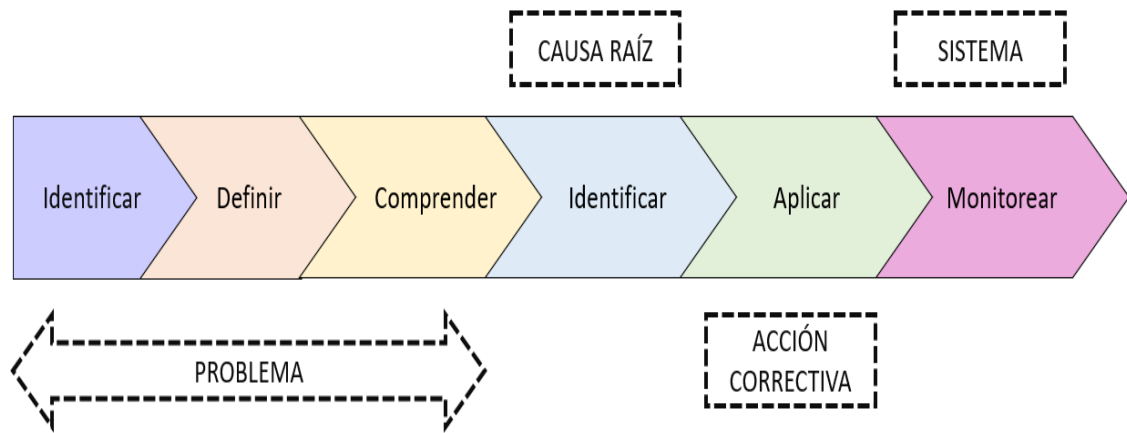 CAUSA RAÍZ
SISTEMA
Identificar
Definir
Comprender
Identificar
Aplicar
Monitorear
PROBLEMA
ACCIÓN
CORRECTIVA